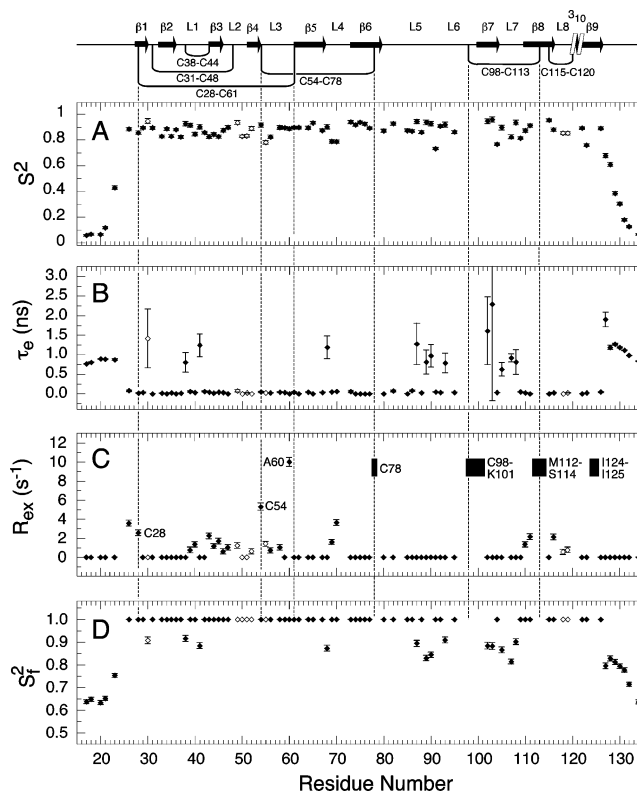 3₁₀
β1 β2 L1 β3 L2 β4 L3 β5 L4 β6 L5 L6 β7 L7 β8 L8 β9
C38-C44
C31-C48 C54-C78 C98-C113 C115-C120
C28-C61
A
S²
1
0.8
0.6
0.4
0.2
0
B
τe (ns)
3.0
2.5
2.0
1.5
1.0
0.5
0.0
C
Rex (s⁻¹)
12
10
8
6
4
2
0
C28
C54
A60
C78
C98-
K101
M112-
S114
I124-
I125
D
S²f
1.0
0.9
0.8
0.7
0.6
0.5
20 30 40 50 60 70 80 90 100 110 120 130
Residue Number